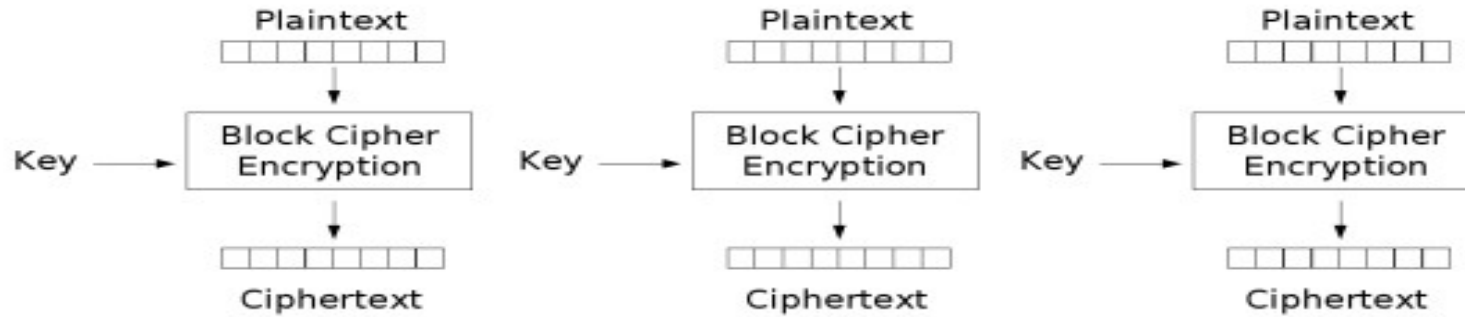 Plaintext
Plaintext
Plaintext
Key
Block Cipher
Encryption
Key
Block Cipher
Encryption
Key
Block Cipher
Encryption
Ciphertext
Ciphertext
Ciphertext